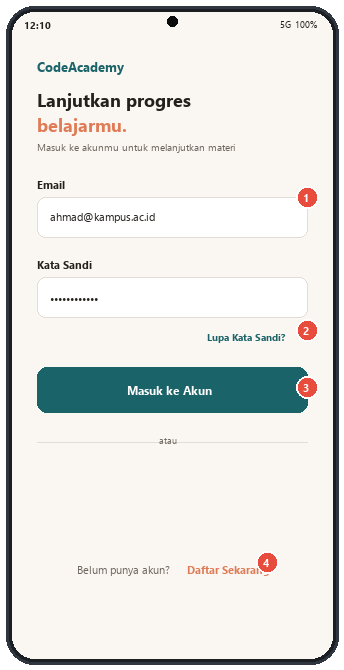 12:10 5G 100%
CodeAcademy
Lanjutkan progres
belajarmu.
Masuk ke akunmu untuk melanjutkan materi
Email
1
ahmad@kampus.ac.id
Kata Sandi
••••••••••••
2
Lupa Kata Sandi?
Masuk ke Akun 3
atau
4
Belum punya akun? Daftar Sekarang